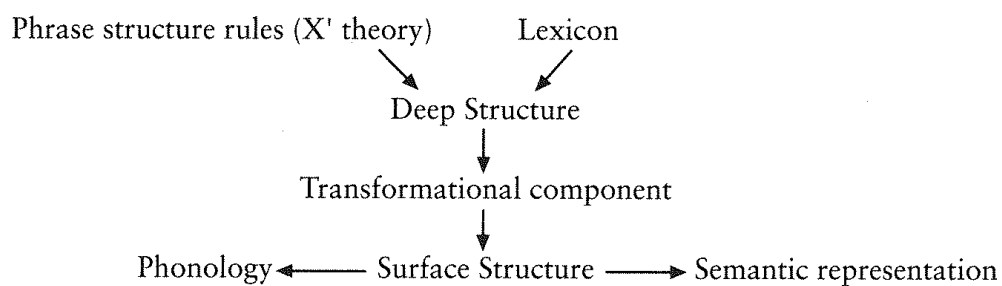 Phrase structure rules (X' theory) Lexicon
Deep Structure
Transformational component
Phonology Surface Structure Semantic representation